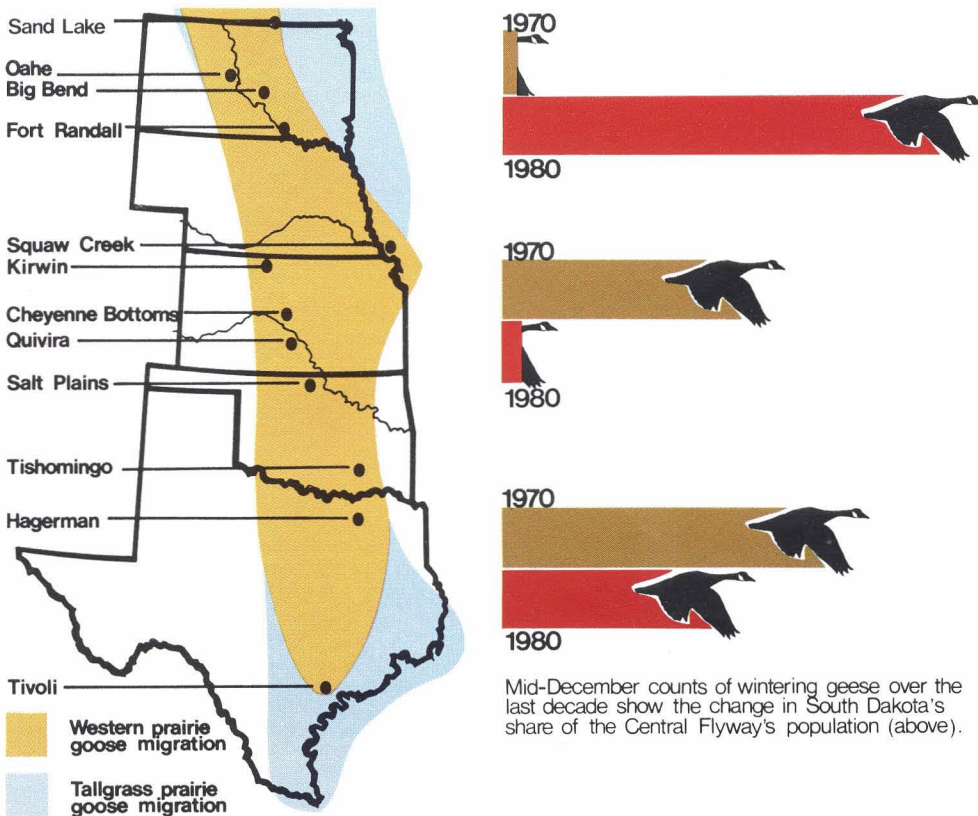 Sand Lake
Oahe
Big Bend
Fort Randall
Squaw Creek
Kirwin
Cheyenne Bottoms
Quivira
Salt Plains
Tishomingo
Hagerman
Tivoli
Western prairie
goose migration
Tallgrass prairie
goose migration
1970
1980
1970
1980
1970
1980
Mid-December counts of wintering geese over the
last decade show the change in South Dakota's
share of the Central Flyway's population (above).